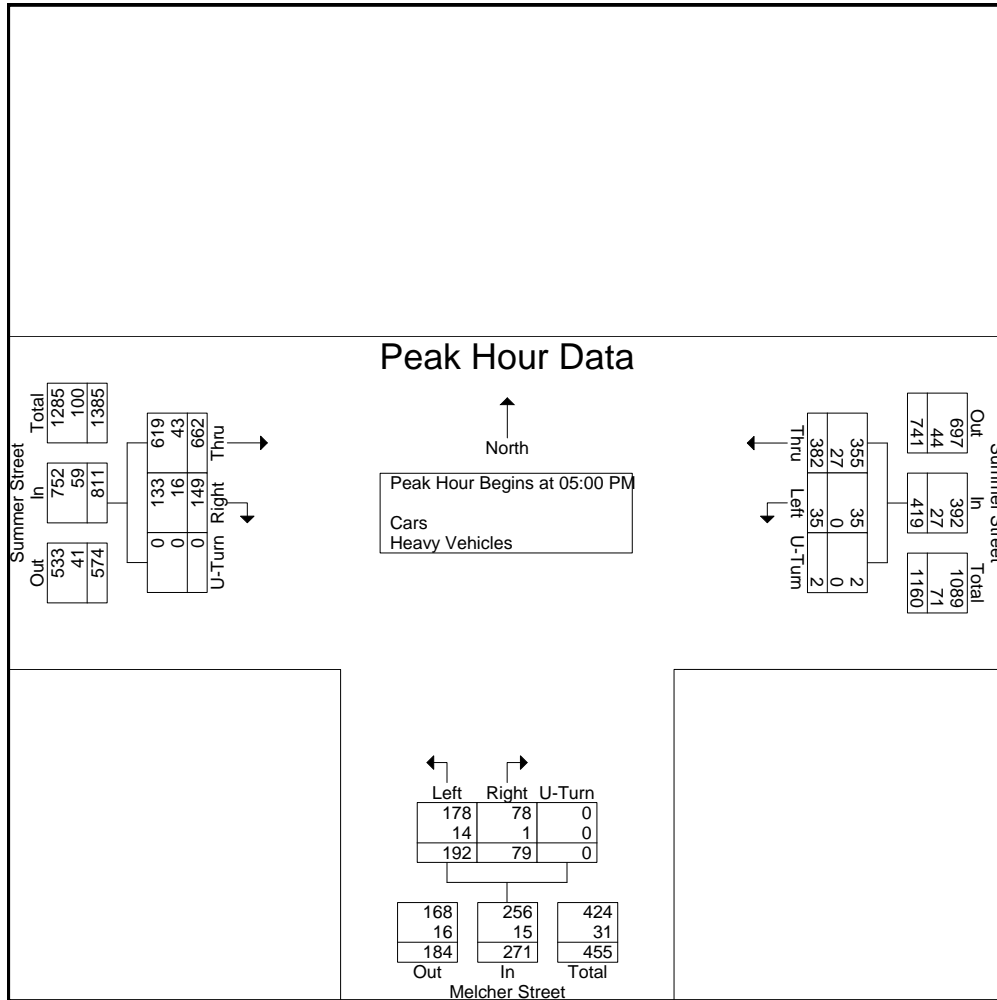 Peak Hour Data
North
Peak Hour Begins at 05:00 PM
Cars
Heavy Vehicles
Summer Street
Total
1285
100
1385
In
752
59
811
Out
533
41
574
Thru
619
43
662
Right
133
16
149
U-Turn
0
0
0
Summer Street
Out
697
44
741
In
392
27
419
Total
1089
71
1160
Thru
355
27
382
Left
35
0
35
U-Turn
2
0
2
Left Right U-Turn
178 78 0
14 1 0
192 79 0
168 256 424
16 15 31
184 271 455
Out In Total
Melcher Street